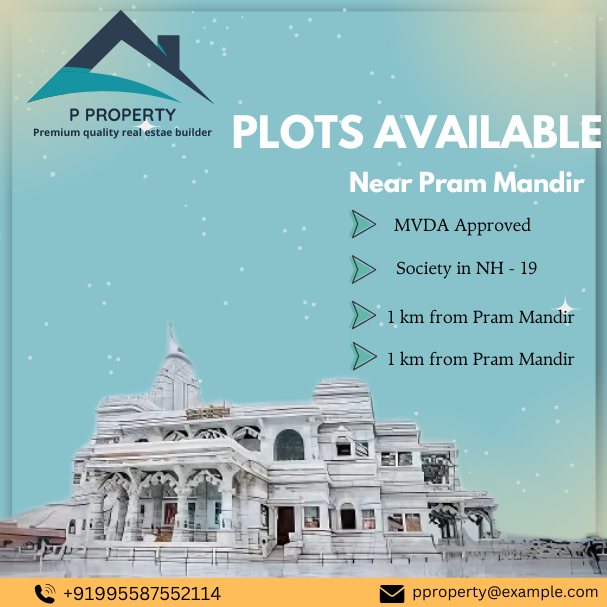 P PROPERTY
Premium quality real estae builder
PLOTS AVAILABLE
Near Pram Mandir
MVDA Approved
Society in NH - 19
1 km from Pram Mandir
1 km from Pram Mandir
+91995587552114
pproperty@example.com